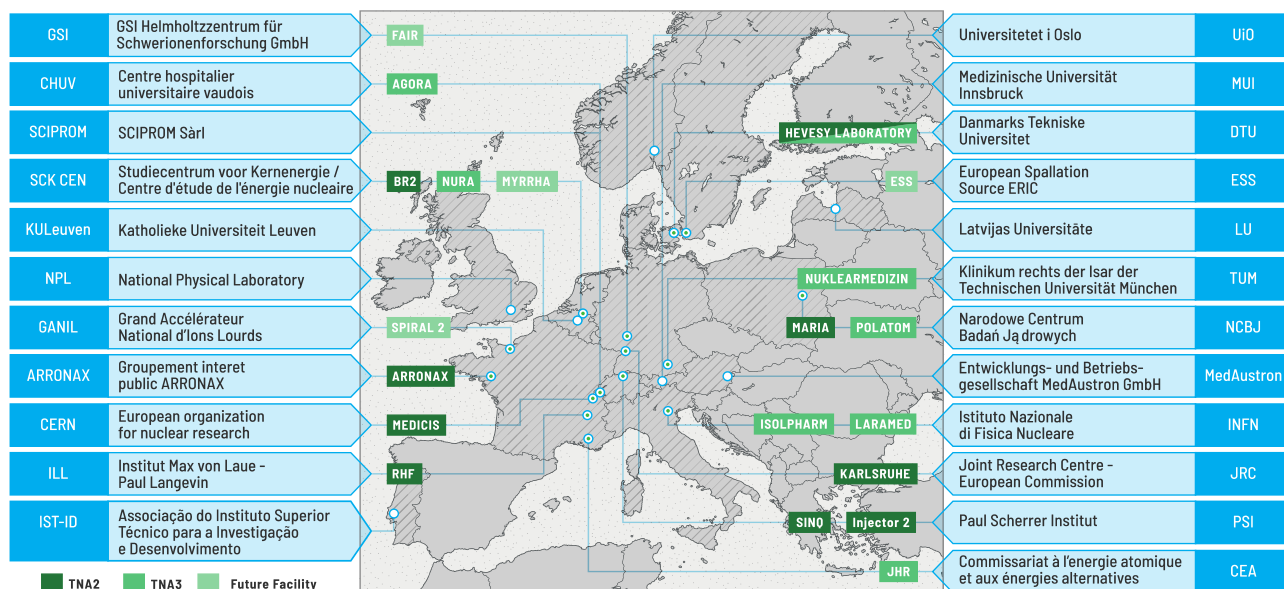 GSI
GSI Helmholtzzentrum für
Schwerionenforschung GmbH
FAIR
CHUV
Centre hospitalier
universitaire vaudois
AGORA
SCIPROM
SCIPROM Sàrl
SCK CEN
Studiecentrum voor Kernenergie /
Centre d'étude de l'énergie nucleaire
BR2
NURA
MYRRHA
KULeuven
Katholieke Universiteit Leuven
NPL
National Physical Laboratory
GANIL
Grand Accélérateur
National d'Ions Lourds
SPIRAL 2
ARRONAX
Groupement interet
public ARRONAX
ARRONAX
CERN
European organization
for nuclear research
MEDICIS
ILL
Institut Max von Laue -
Paul Langevin
RHF
IST-ID
Associação do Instituto Superior
Técnico para a Investigação
e Desenvolvimento
Universitetet i Oslo
UiO
Medizinische Universität
Innsbruck
MUI
HEVESY LABORATORY
Danmarks Tekniske
Universitet
DTU
ESS
European Spallation
Source ERIC
ESS
Latvijas Universitäte
LU
NUKLEARMEDIZIN
Klinikum rechts der Isar der
Technischen Universität München
TUM
MARIA
POLATOM
Narodowe Centrum
Badań Ją drowych
NCBJ
Entwicklungs- und Betriebs-
gesellschaft MedAustron GmbH
MedAustron
ISOLPHARM
LARAMED
Istituto Nazionale
di Fisica Nucleare
INFN
KARLSRUHE
Joint Research Centre -
European Commission
JRC
SINQ
Injector 2
Paul Scherrer Institut
PSI
JHR
Commissariat à l'energie atomique
et aux énergies alternatives
CEA
TNA2
TNA3
Future Facility